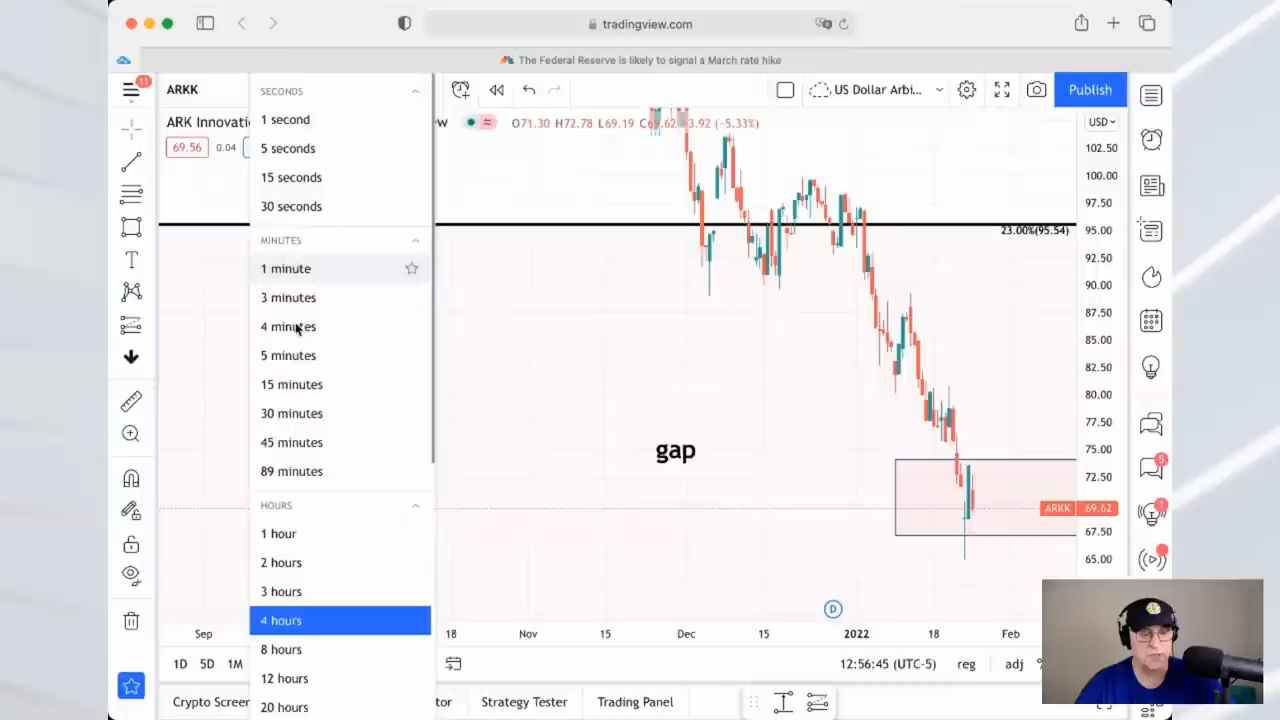 tradingview.com
The Federal Reserve is likely to signal a March rate hike
11
ARKK
US Dollar Arbi...
Publish
ARK Innovati
O71.30 H72.78 L69.19
3.92 (−5.33%)
USD
69.56
0.04
SECONDS
1 second
5 seconds
15 seconds
30 seconds
MINUTES
1 minute
3 minutes
4 minutes
5 minutes
15 minutes
30 minutes
45 minutes
89 minutes
HOURS
1 hour
2 hours
3 hours
4 hours
8 hours
12 hours
20 hours
23.00%(95.54)
gap
102.50
100.00
97.50
95.00
92.50
90.00
87.50
85.00
82.50
80.00
77.50
75.00
72.50
ARKK 69.62
67.50
65.00
5
1
D
Sep
18
Nov
15
Dec
15
2022
18
Feb
1D 5D 1M
12:56:45 (UTC-5)
reg
adj
Crypto Screen
tor
Strategy Tester
Trading Panel